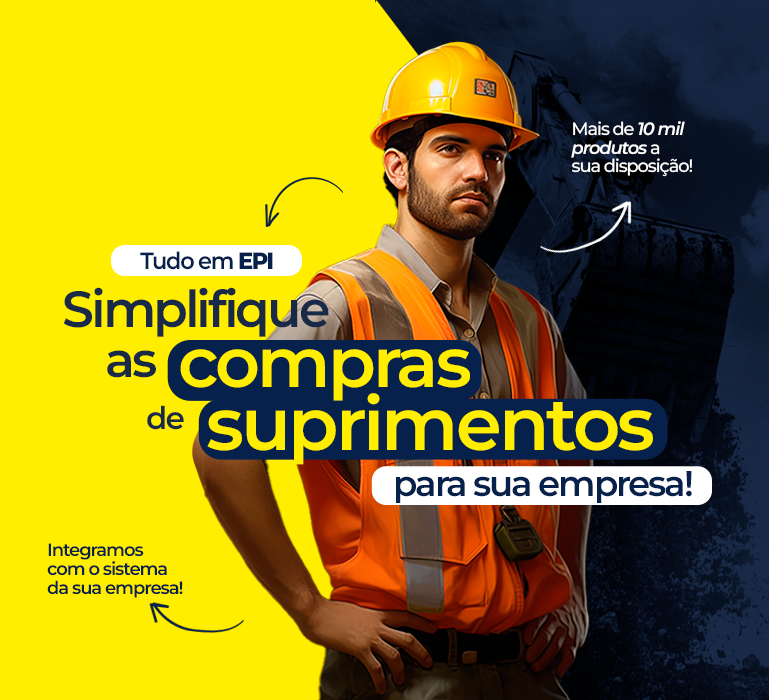 Mais de 10 mil
produtos a
sua disposição!
Tudo em EPI
Simplifique
as compras
de suprimentos
para sua empresa!
Integramos
com o sistema
da sua empresa!